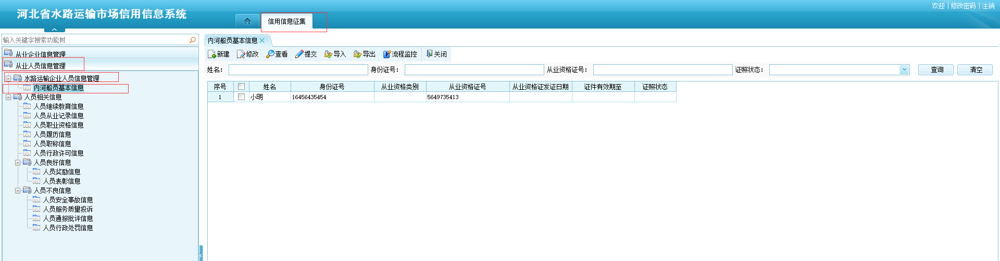 欢迎 | 修改密码 | 注销
河北省水路运输市场信用信息系统
信用信息征集
输入关键字搜索功能树
从业企业信息管理
从业人员信息管理
水路运输企业人员信息管理
内河船员基本信息
人员相关信息
人员继续教育信息
人员从业记录信息
人员职业资格信息
人员履历信息
人员职称信息
人员行政许可信息
人员良好信息
人员奖励信息
人员表彰信息
人员不良信息
人员安全事故信息
人员服务质量投诉
人员通报批评信息
人员行政处罚信息
内河船员基本信息
新建 修改 查看 提交 导入 导出 流程监控 关闭
姓名： 身份证号： 从业资格证号： 证照状态： 查询 清空
序号 姓名 身份证号 从业资格类别 从业资格证号 从业资格证发证日期 证件有效期至 证照状态
1 小明 16456435454 5649735413